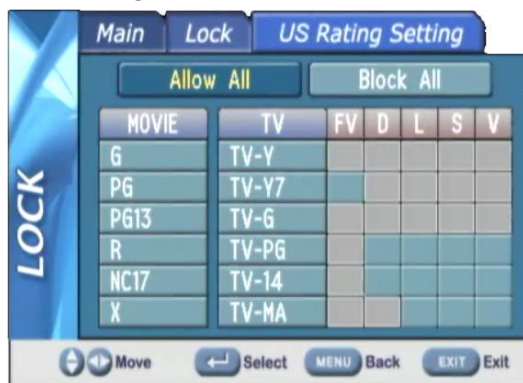 Main Lock US Rating Setting
Allow All Block All
MOVIE TV FV D L S V
G TV-Y
PG TV-Y7
PG13 TV-G
R TV-PG
NC17 TV-14
X TV-MA
LOCK
Move Select MENU Back EXIT Exit